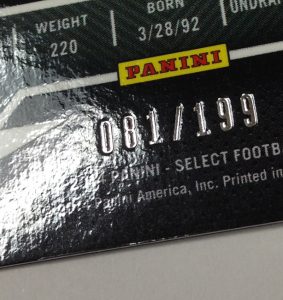 WEIGHT BORN
220 3/28/92
PANINI
081/199
PANINI - SELECT FOOTB
Panini America, Inc. Printed in